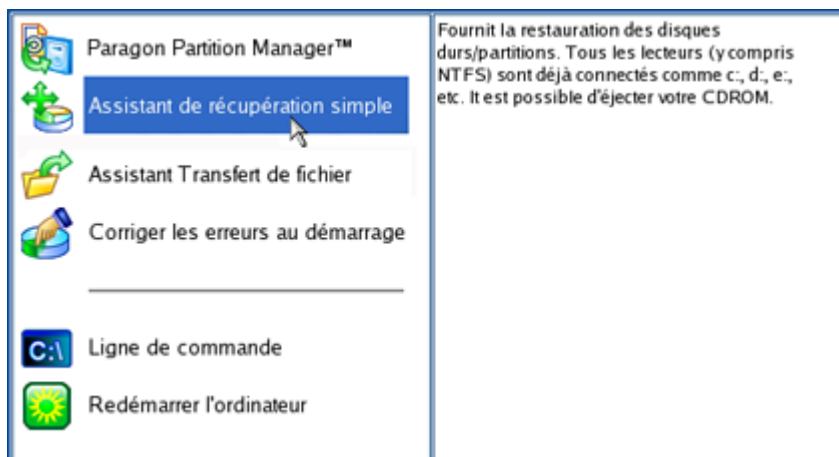 Paragon Partition Manager™
Assistant de récupération simple
Assistant Transfert de fichier
Corriger les erreurs au démarrage
C:\
Ligne de commande
Redémarrer l'ordinateur
Fournit la restauration des disques
durs/partitions. Tous les lecteurs (y compris
NTFS) sont déjà connectés comme c:, d:, e:,
etc. It est possible d'éjecter votre CDROM.